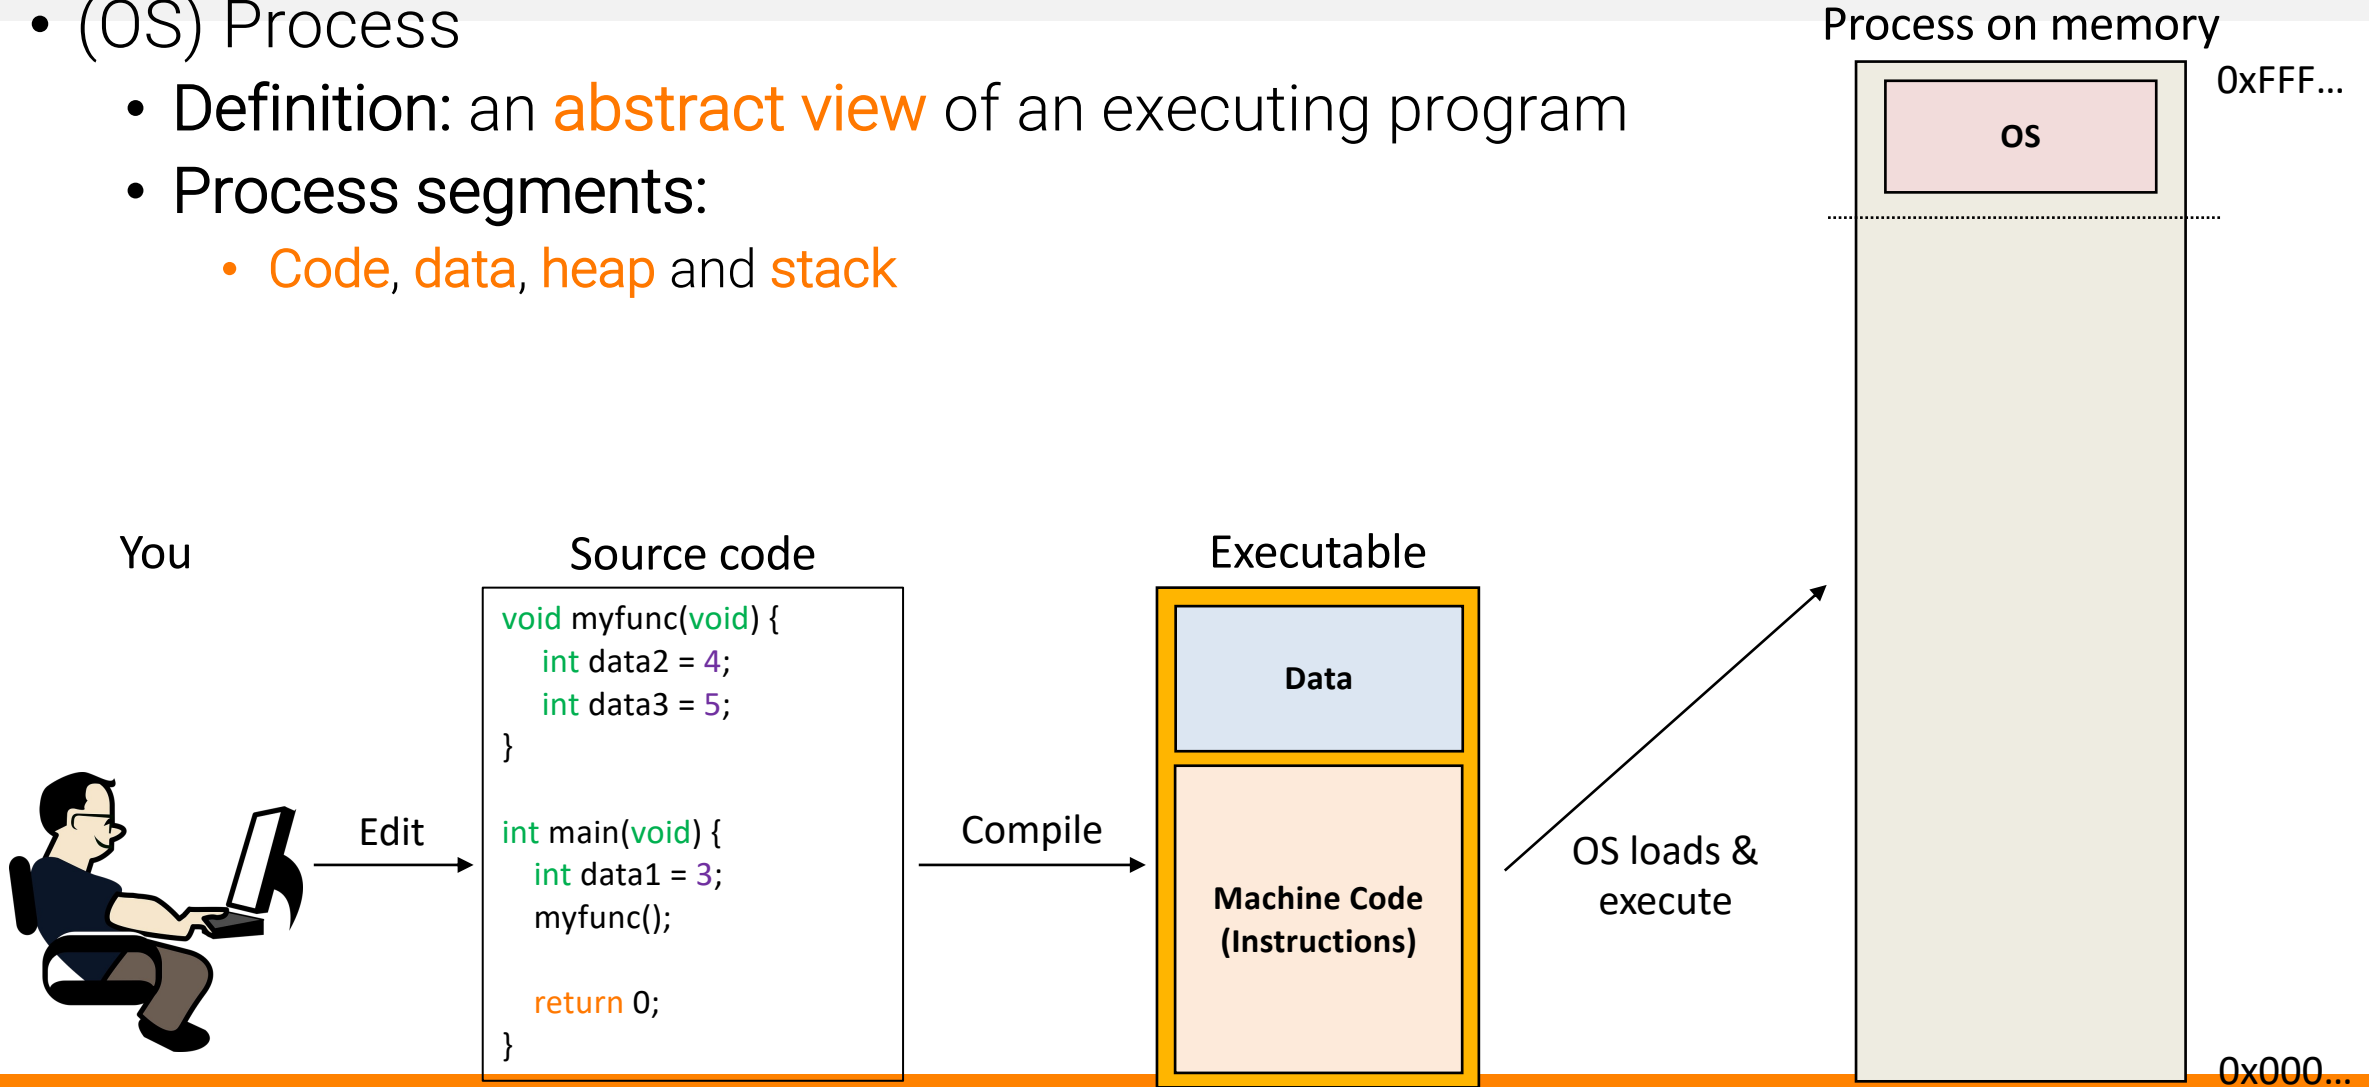 • (OS) Process
• Definition: an abstract view of an executing program
• Process segments:
• Code, data, heap and stack
Process on memory
0xFFF...
OS
You
Source code
Executable
void myfunc(void) {
int data2 = 4;
int data3 = 5;
}
int main(void) {
int data1 = 3;
myfunc();
return 0;
}
Edit
Compile
Data
Machine Code
(Instructions)
OS loads &
execute
0x000...